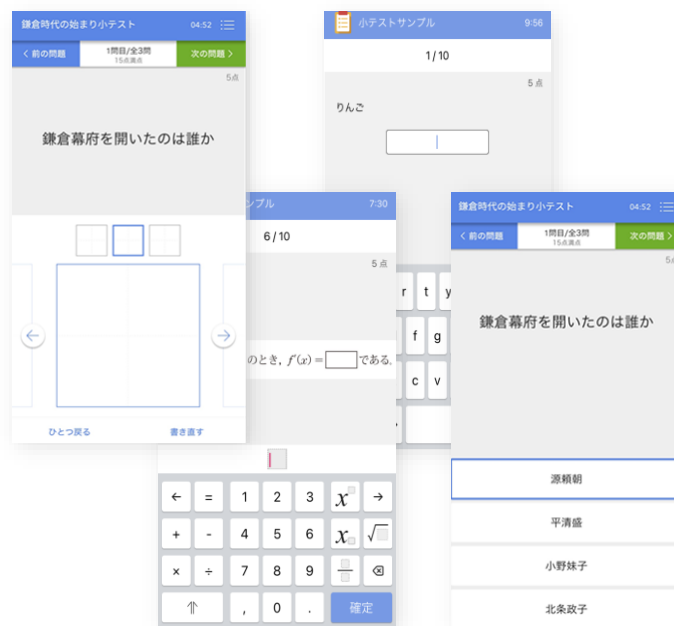 鎌倉時代の始まり小テスト 04:52
< 前の問題
1問目/全3問
15点満点
次の問題 >
5点
鎌倉幕府を開いたのは誰か
ひとつ戻る 書き直す
小テストサンプル 9:56
1/10
5点
りんご
r t y
f g
c v
ンプル 7:30
6/10
5点
のとき, f'(x) = である.
← = 1 2 3 x →
+ - 4 5 6 x √
× ÷ 7 8 9
, 0 . 確定
鎌倉時代の始まり小テスト 04:52
< 前の問題
1問目/全3問
15点満点
次の問題 >
5点
鎌倉幕府を開いたのは誰か
源頼朝
平清盛
小野妹子
北条政子